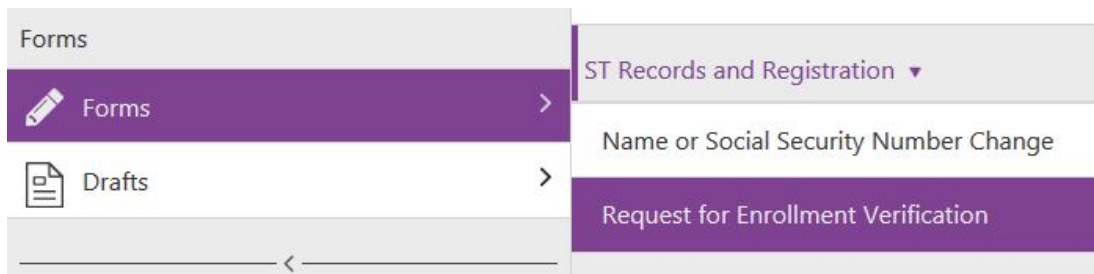 Forms
Forms
Drafts
ST Records and Registration
Name or Social Security Number Change
Request for Enrollment Verification